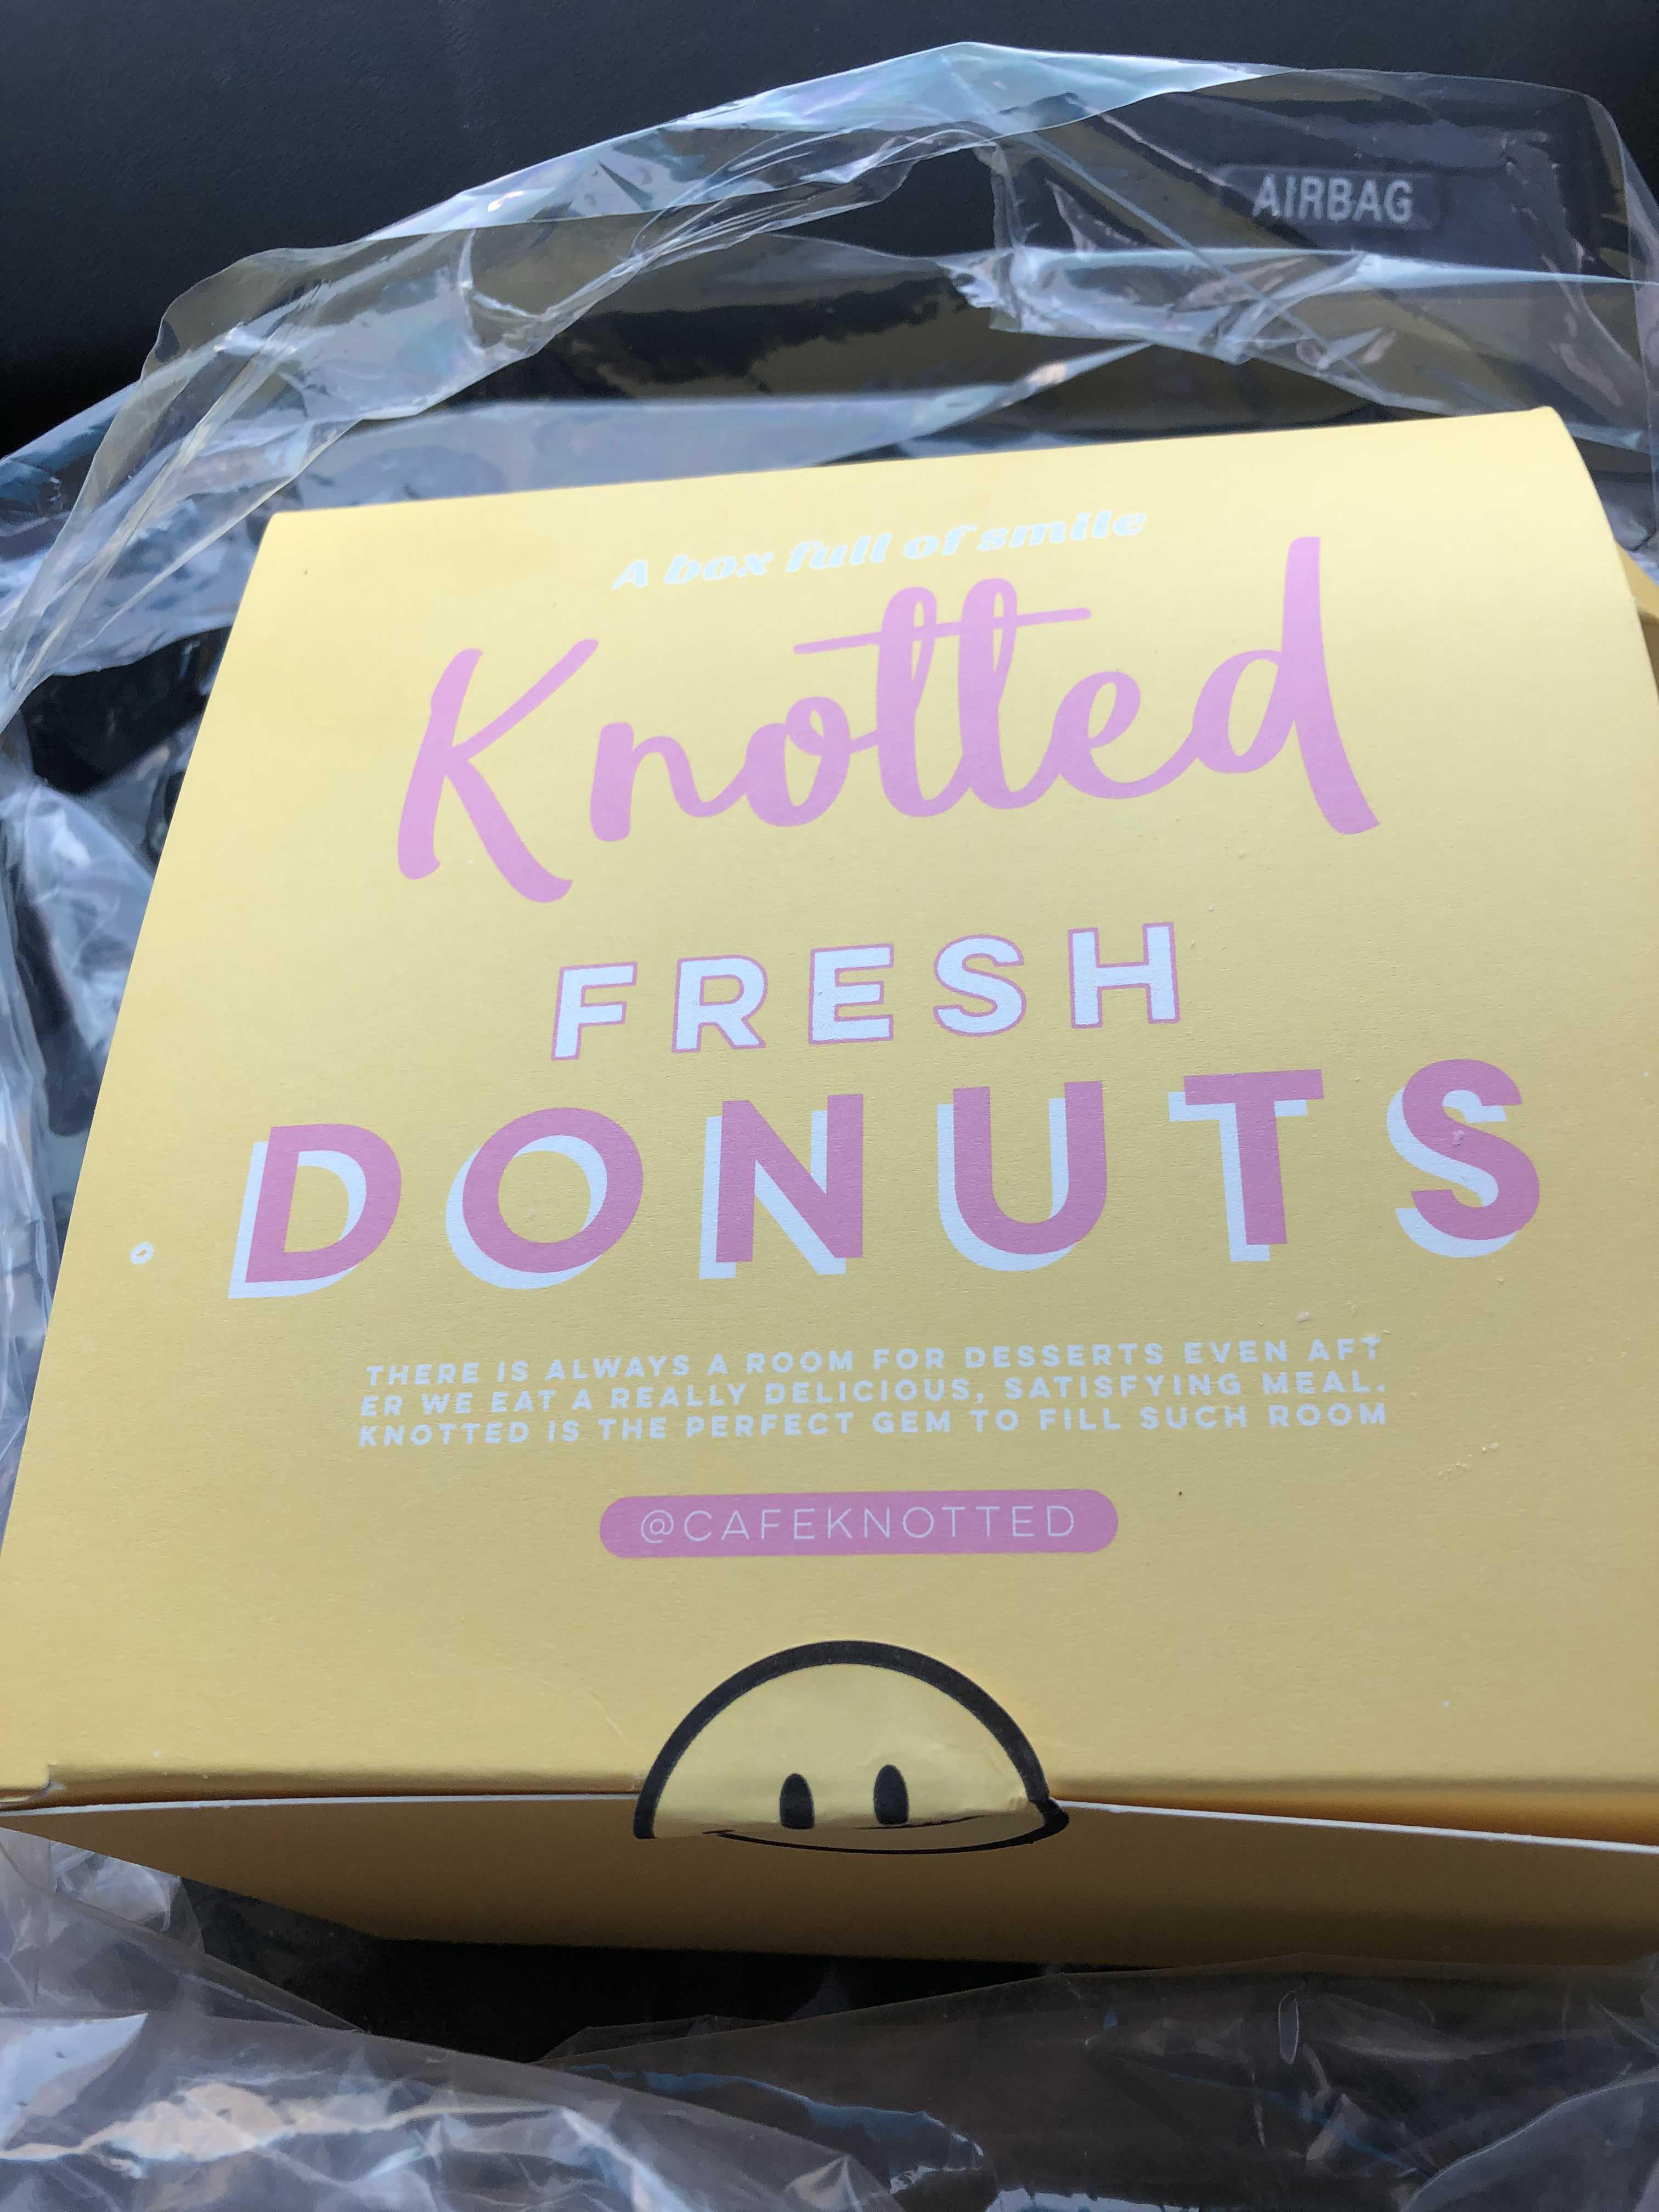 AIRBAG
A box full of smile
Knotted
FRESH
DONUTS
THERE IS ALWAYS A ROOM FOR DESSERTS EVEN AFT
ER WE EAT A REALLY DELICIOUS, SATISFYING MEAL.
KNOTTED IS THE PERFECT GEM TO FILL SUCH ROOM
@CAFEKNOTTED